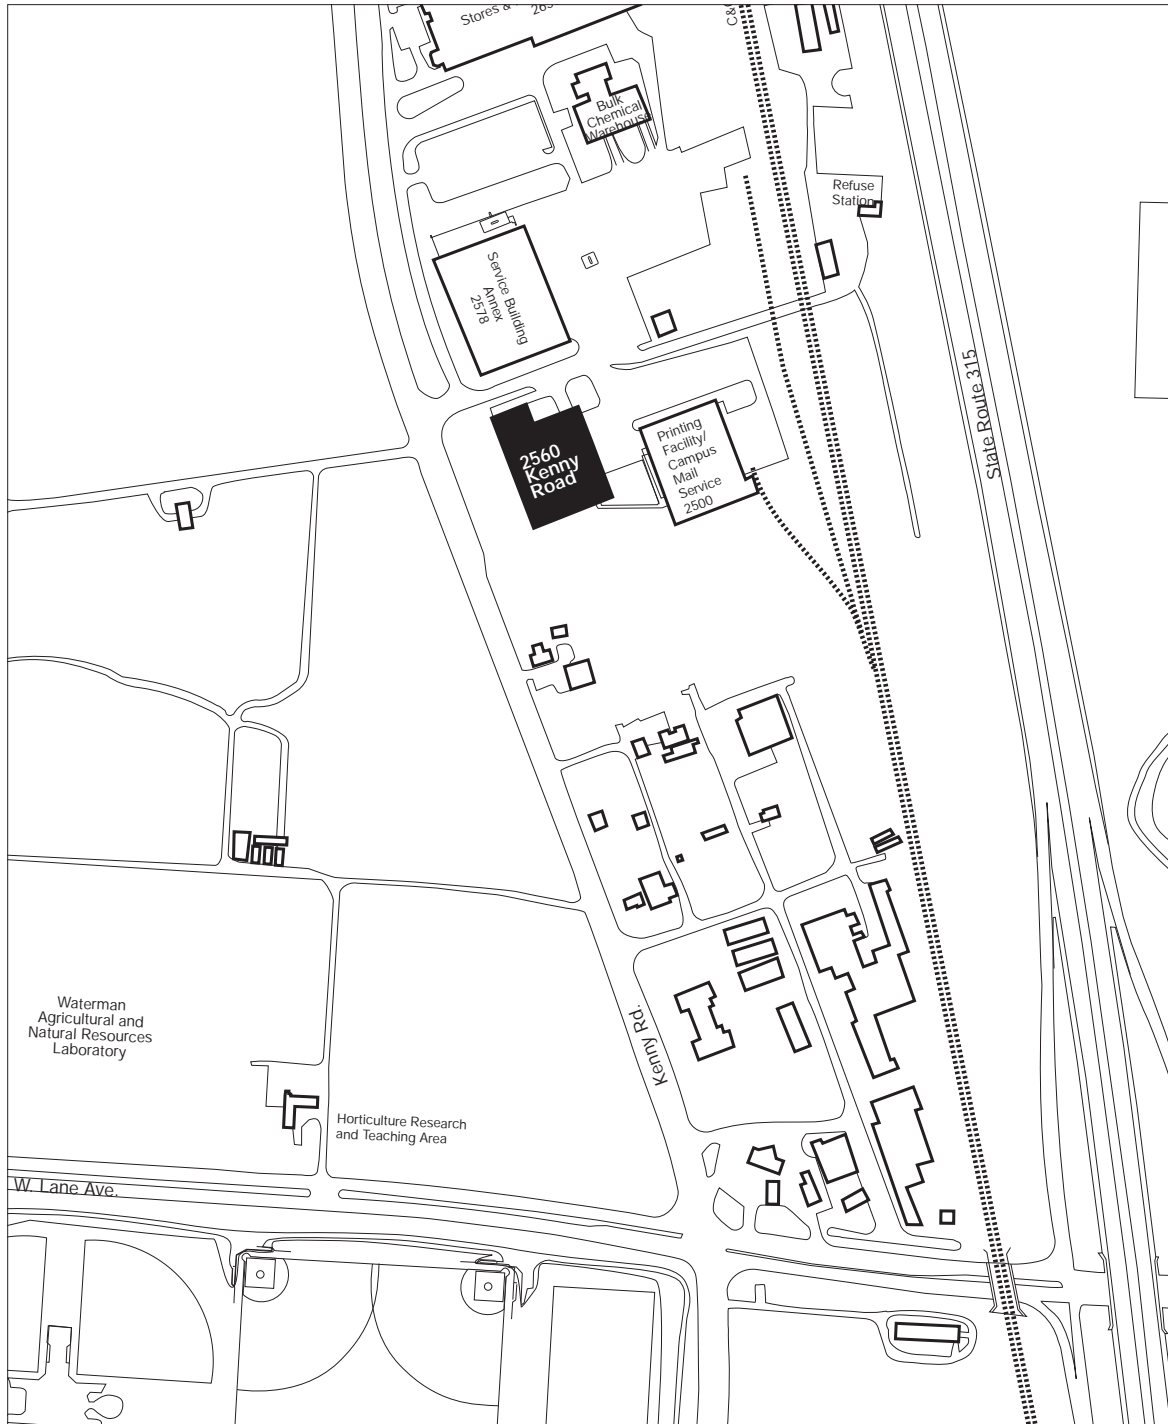 Stores &
C&O
Bulk
Chemical
Warehouse
Refuse
Station
Service Building
Annex
2578
State Route 315
2560
Kenny
Road
Printing
Facility/
Campus
Mail
Service
2500
Waterman
Agricultural and
Natural Resources
Laboratory
Kenny Rd.
Horticulture Research
and Teaching Area
W. Lane Ave.